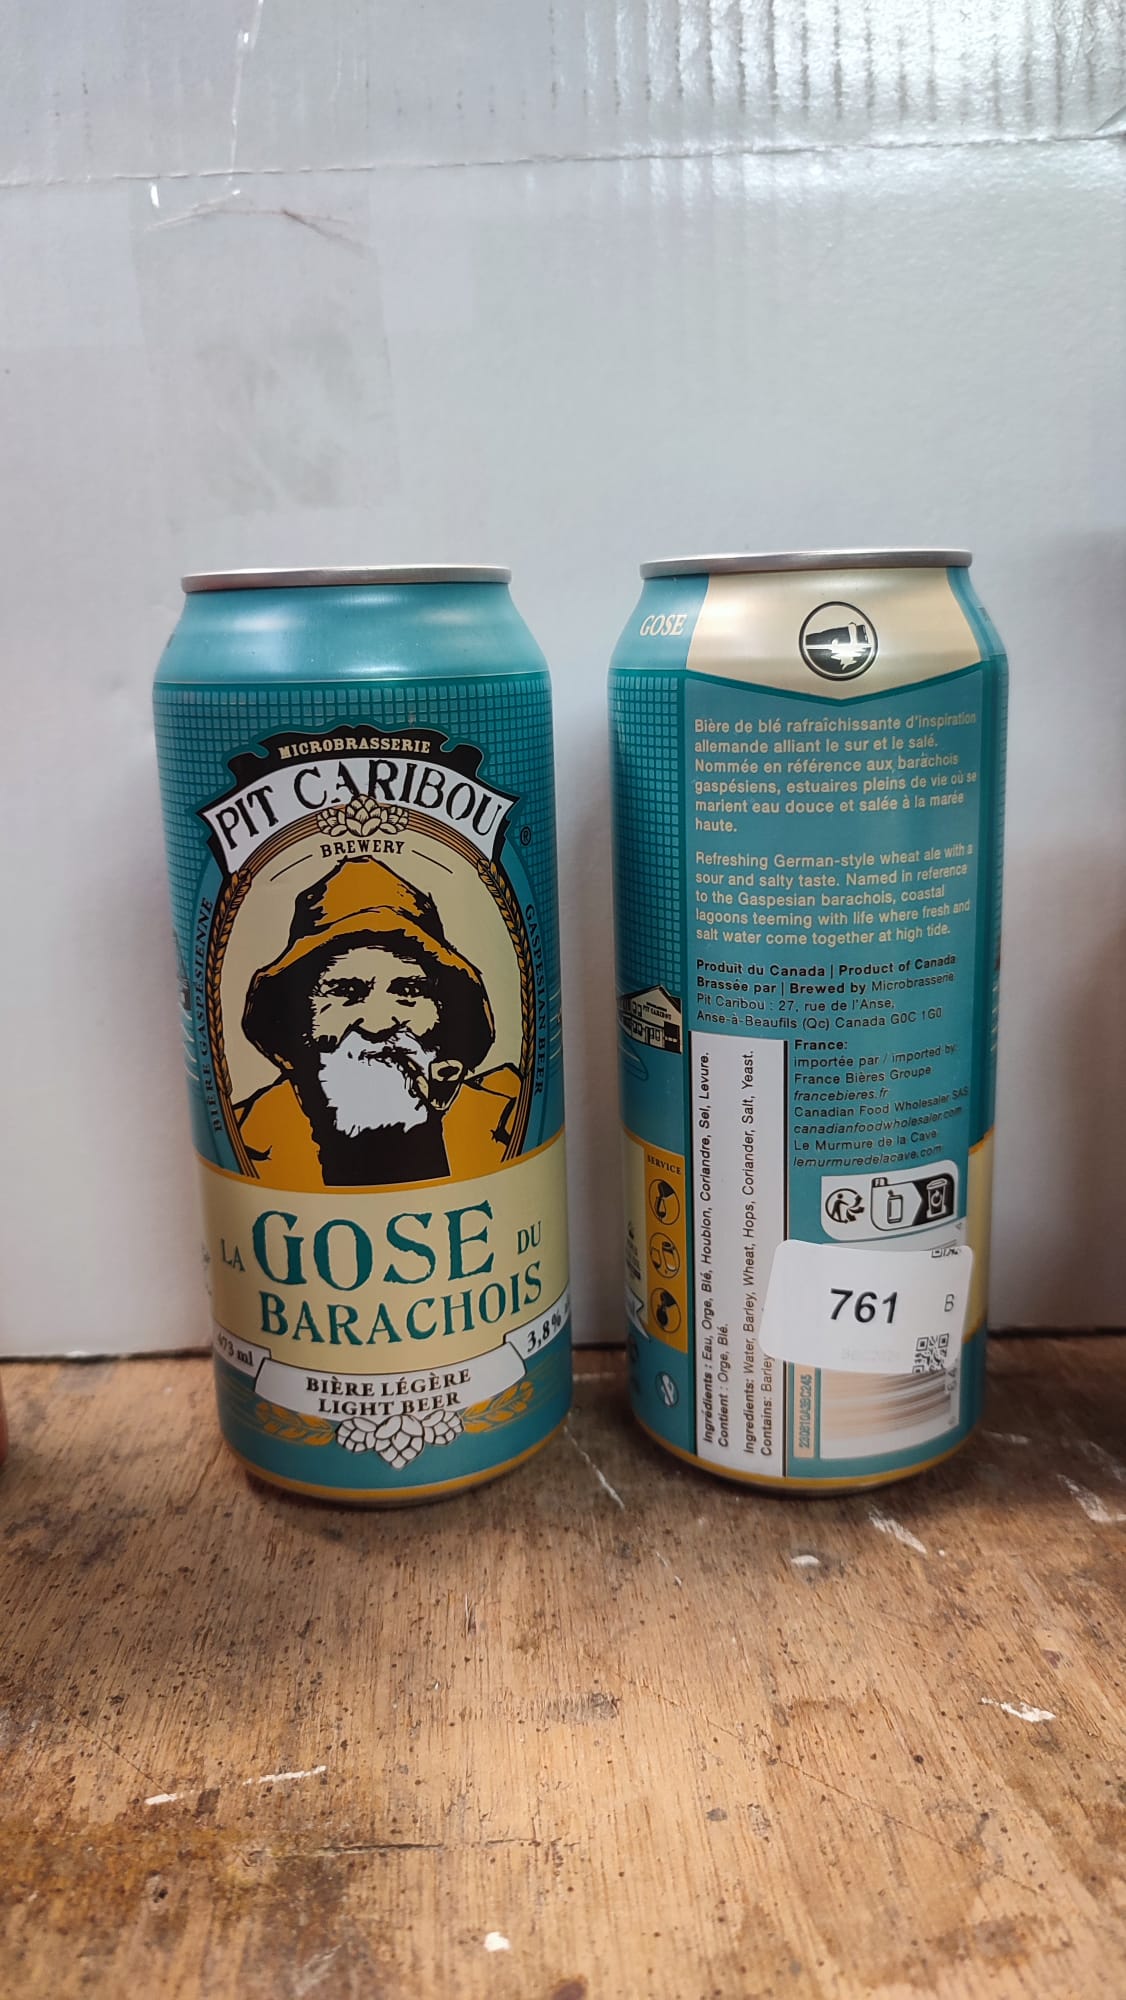 MICROBRASSERIE
PIT CARIBOU
®
BREWERY
BIÈRE GASPÉSIENNE
GASPESIAN BEER
LA GOSE DU
BARACHOIS
473 ml
3,8%
BIÈRE LÉGÈRE
LIGHT BEER
GOSE
Bière de blé rafraîchissante d'inspiration
allemande alliant le sur et le salé.
Nommée en référence aux barachois
gaspésiens, estuaires pleins de vie où se
marient eau douce et salée à la marée
haute.
Refreshing German-style wheat ale with a
sour and salty taste. Named in reference
to the Gaspesian barachois, coastal
lagoons teeming with life where fresh and
salt water come together at high tide.
Produit du Canada | Product of Canada
Brassée par | Brewed by Microbrasserie
Pit Caribou : 27, rue de l'Anse,
Anse-à-Beaufils (Qc) Canada G0C 1G0
PIT CARIBOU
France:
importée par / imported by:
France Bières Groupe
francebieres.fr
Canadian Food Wholesaler SAS
canadianfoodwholesaler.com
Le Murmure de la Cave
lemurmuredelacave.com
FR
SERVICE
Ingrédients : Eau, Orge, Blé, Houblon, Coriandre, Sel, Levure.
Contient : Orge, Blé.
Ingredients: Water, Barley, Wheat, Hops, Coriander, Salt, Yeast.
Contains: Barley
761
B